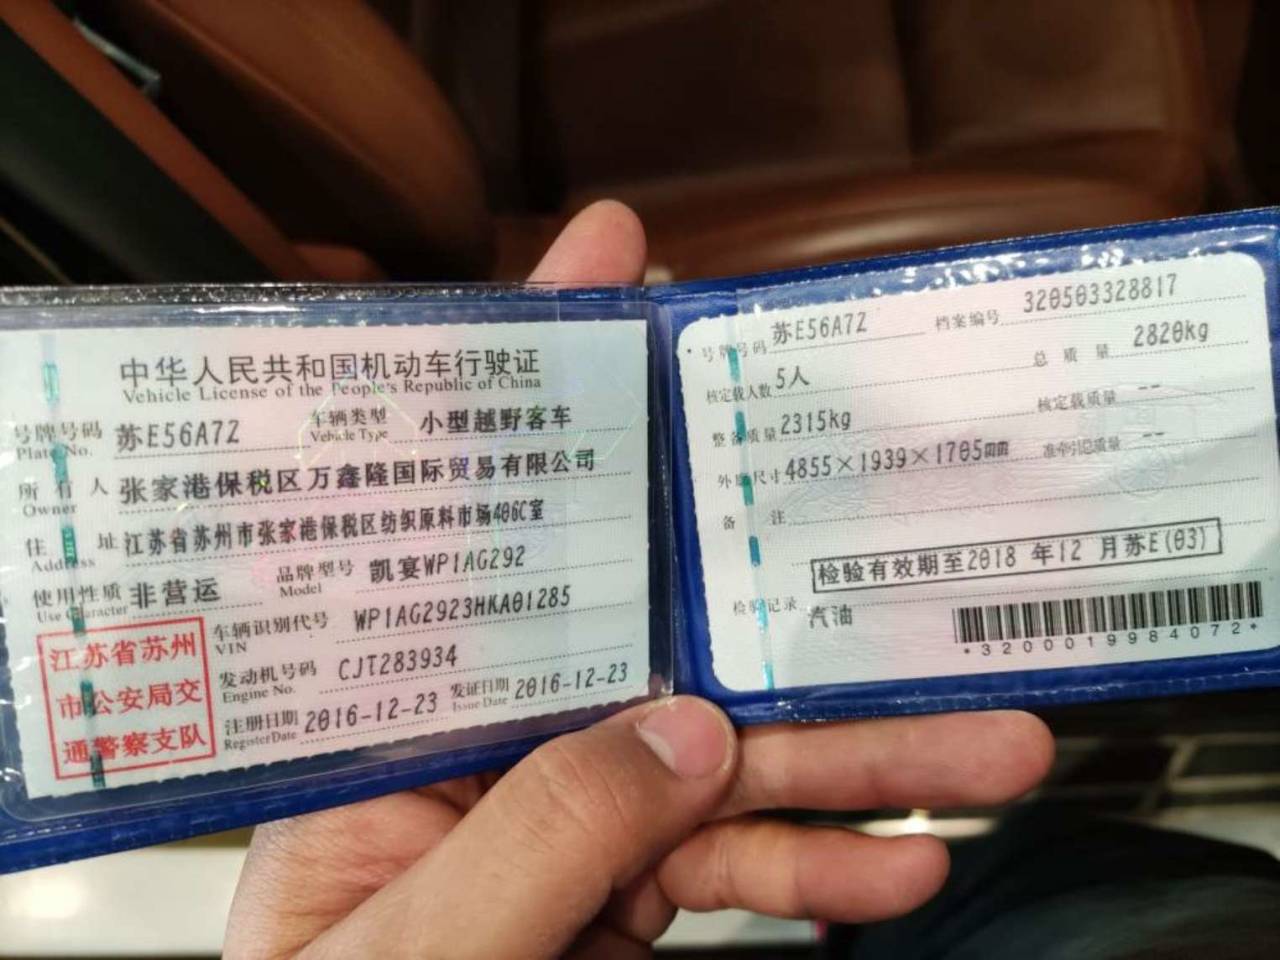 中华人民共和国机动车行驶证
Vehicle License of the People's Republic of China
号牌号码 苏E56A7Z 车辆类型 小型越野客车
Plate No. Vehicle Type
所有人 张家港保税区万鑫隆国际贸易有限公司
Owner
住址 江苏省苏州市张家港保税区纺织原料市场406C室
Address
使用性质 非营运 品牌型号 凯宴WP1AG292
Use Character Model
江苏省苏州
市公安局交
通警察支队
车辆识别代号 WP1AG2923HKA01285
VIN
发动机号码 CJT283934
Engine No.
注册日期 2016-12-23 发证日期 2016-12-23
Register Date Issue Date
号牌号码 苏E56A7Z 档案编号 320503328817
核定载人数 5人 总质量 2820kg
整备质量 2315kg 核定载质量 --
外廓尺寸 4855×1939×1705mm 准牵引总质量 --
备注
检验有效期至2018 年12 月苏E(03)
检验记录 汽油
*3200019984072*